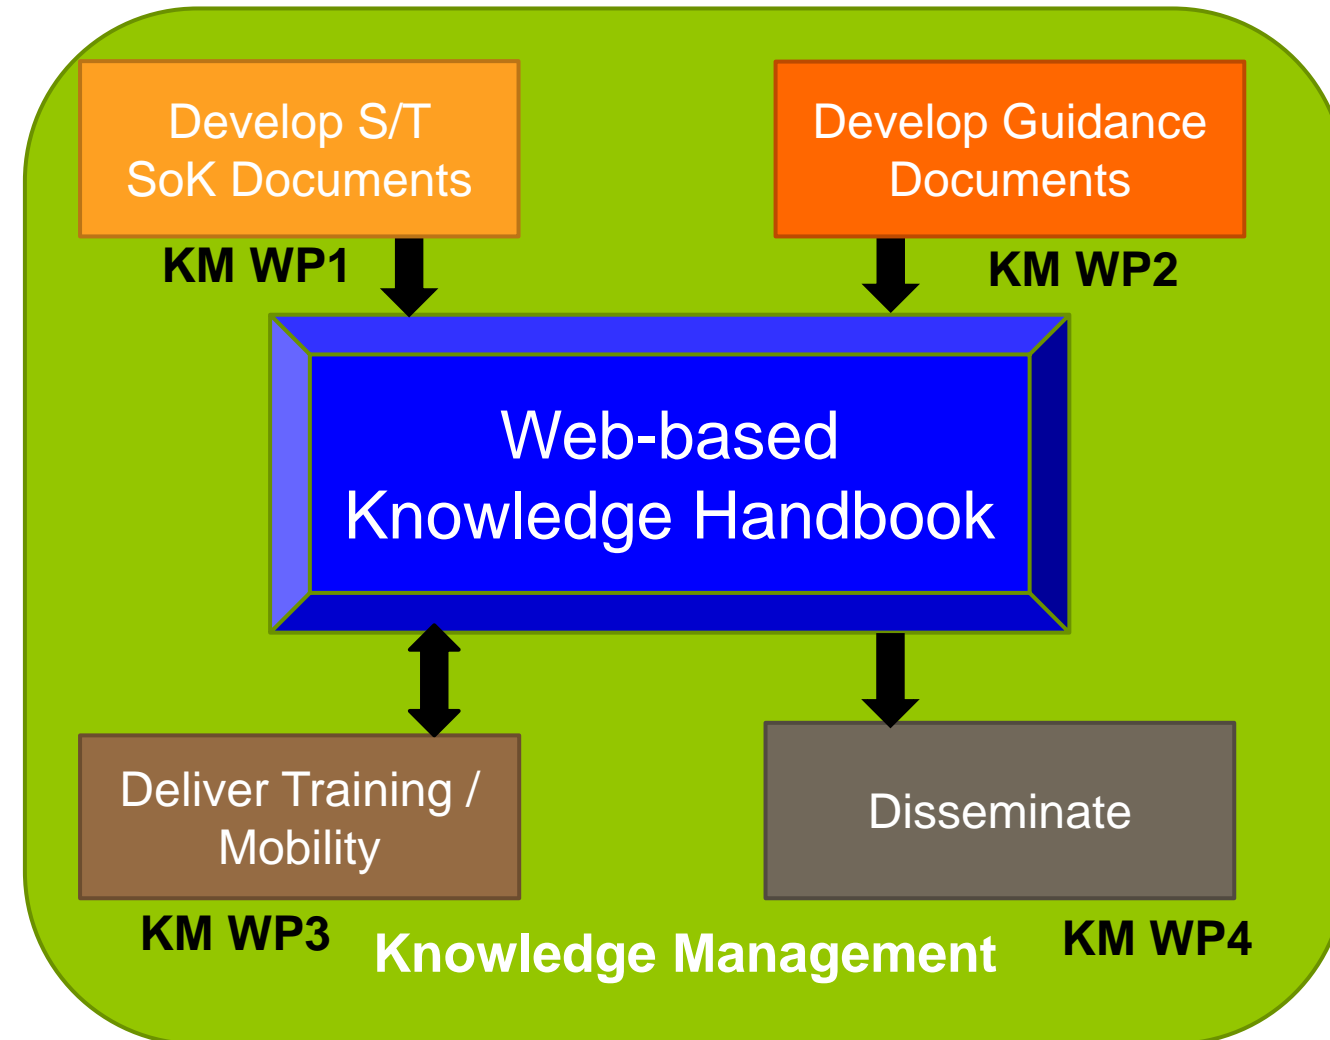 Develop S/T
SoK Documents
KM WP1
Develop Guidance
Documents
KM WP2
Web-based
Knowledge Handbook
Deliver Training /
Mobility
KM WP3
Disseminate
KM WP4
Knowledge Management